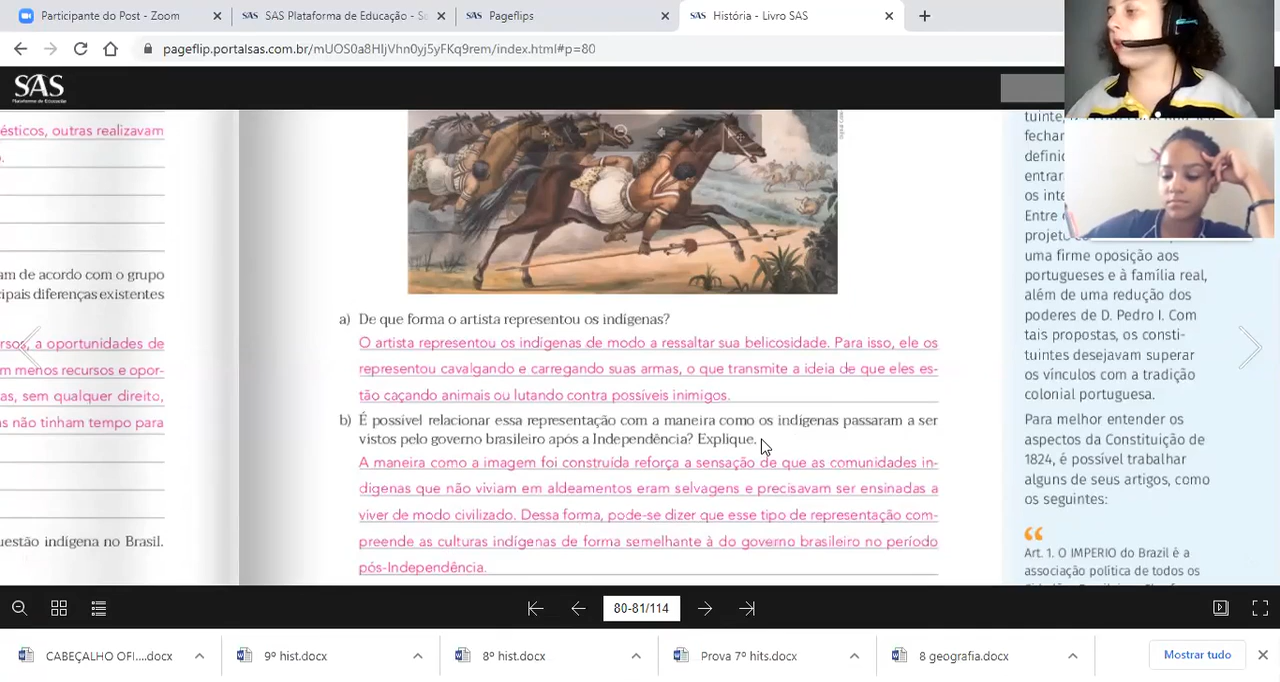 Participante do Post - Zoom
SAS Plataforma de Educação - S
Pageflips
História - Livro SAS
pageflip.portalsas.com.br/mUOS0a8HIjVhn0yj5yFKq9rem/index.html#p=80
SAS
Plataforma de Educação
ésticos, outras realizavam
o.
am de acordo com o grupo
cipais diferenças existentes
rsos, a oportunidades de
m menos recursos e opor-
as, sem qualquer direito,
as não tinham tempo para
uestão indígena no Brasil.
a) De que forma o artista representou os indígenas?
O artista representou os indígenas de modo a ressaltar sua belicosidade. Para isso, ele os
representou cavalgando e carregando suas armas, o que transmite a ideia de que eles es-
tão caçando animais ou lutando contra possíveis inimigos.
b) É possível relacionar essa representação com a maneira como os indígenas passaram a ser
vistos pelo governo brasileiro após a Independência? Explique.
A maneira como a imagem foi construída reforça a sensação de que as comunidades in-
dígenas que não viviam em aldeamentos eram selvagens e precisavam ser ensinadas a
viver de modo civilizado. Dessa forma, pode-se dizer que esse tipo de representação com-
preende as culturas indígenas de forma semelhante à do governo brasileiro no período
pós-Independência.
tuinte,
fechar
definic
entrar
os inte
Entre
projeto
uma firme oposição aos
portugueses e à família real,
além de uma redução dos
poderes de D. Pedro I. Com
tais propostas, os consti-
tuintes desejavam superar
os vínculos com a tradição
colonial portuguesa.
Para melhor entender os
aspectos da Constituição de
1824, é possível trabalhar
alguns de seus artigos, como
os seguintes:
Art. 1. O IMPERIO do Brazil é a
associação política de todos os
80-81/114
CABEÇALHO OFI....docx
9º hist.docx
8º hist.docx
Prova 7º hits.docx
8 geografia.docx
Mostrar tudo